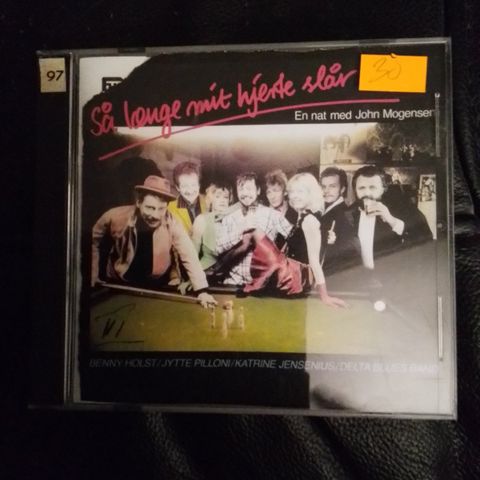 97
Så længe mit hjerte slår
30
En nat med John Mogensen
BENNY HOLST/JYTTE PILLONI/KATRINE JENSENIUS/DELTA BLUES BAND